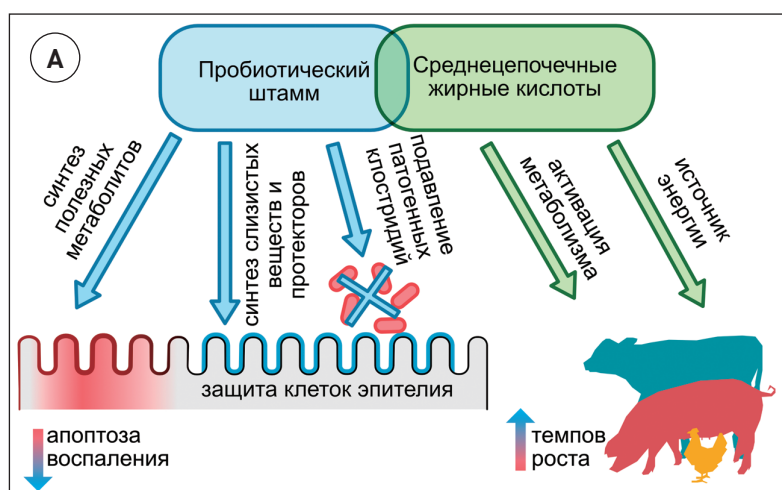 А
Пробиотический
штамм
Среднецепочечные
жирные кислоты
синтез
полезных
метаболитов
синтез слизистых
веществ и
протекторов
подавление
патогенных
клостридий
активация
метаболизма
источник
энергии
защита клеток эпителия
апоптоза
воспаления
темпов
роста